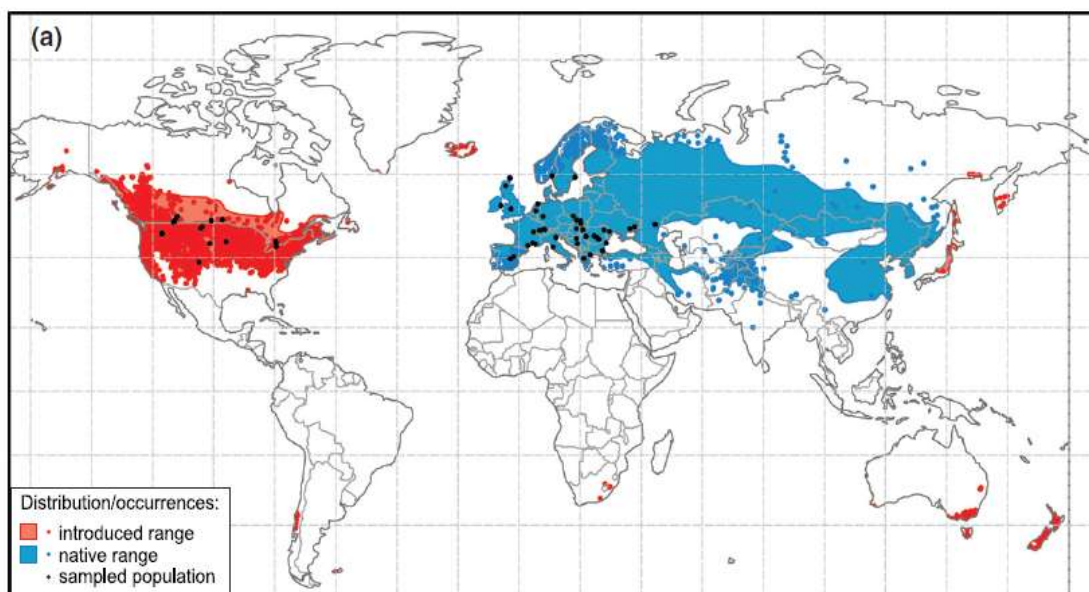 (a)
Distribution/occurrences:
introduced range
native range
sampled population